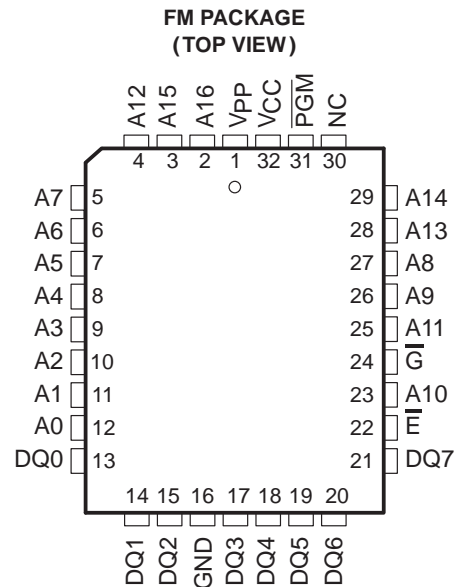 FM PACKAGE
(TOP VIEW)
A12 A15 A16 VPP VCC PGM NC
4 3 2 1 32 31 30
A7 5 29 A14
A6 6 28 A13
A5 7 27 A8
A4 8 26 A9
A3 9 25 A11
A2 10 24 G
A1 11 23 A10
A0 12 22 E
DQ0 13 21 DQ7
14 15 16 17 18 19 20
DQ1 DQ2 GND DQ3 DQ4 DQ5 DQ6